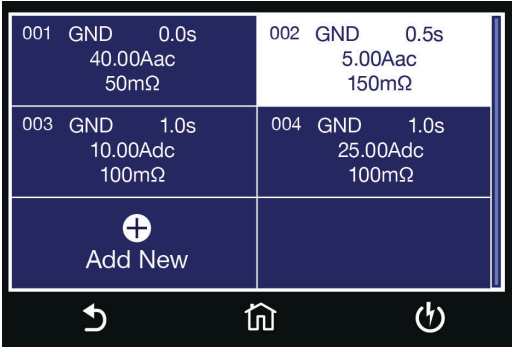 001 GND 0.0s
40.00Aac
50mΩ
002 GND 0.5s
5.00Aac
150mΩ
003 GND 1.0s
10.00Adc
100mΩ
004 GND 1.0s
25.00Adc
100mΩ
Add New